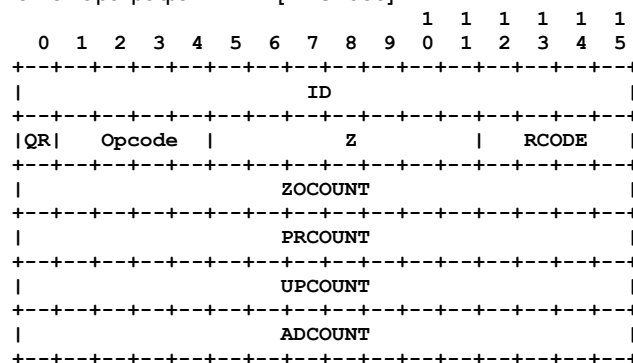 1 1 1 1 1 1
0 1 2 3 4 5 6 7 8 9 0 1 2 3 4 5
+--+--+--+--+--+--+--+--+--+--+--+--+--+--+--+--+
| ID |
+--+--+--+--+--+--+--+--+--+--+--+--+--+--+--+--+
|QR| Opcode | Z | RCODE |
+--+--+--+--+--+--+--+--+--+--+--+--+--+--+--+--+
| ZOCOUNT |
+--+--+--+--+--+--+--+--+--+--+--+--+--+--+--+--+
| PRCOUNT |
+--+--+--+--+--+--+--+--+--+--+--+--+--+--+--+--+
| UPCOUNT |
+--+--+--+--+--+--+--+--+--+--+--+--+--+--+--+--+
| ADCOUNT |
+--+--+--+--+--+--+--+--+--+--+--+--+--+--+--+--+